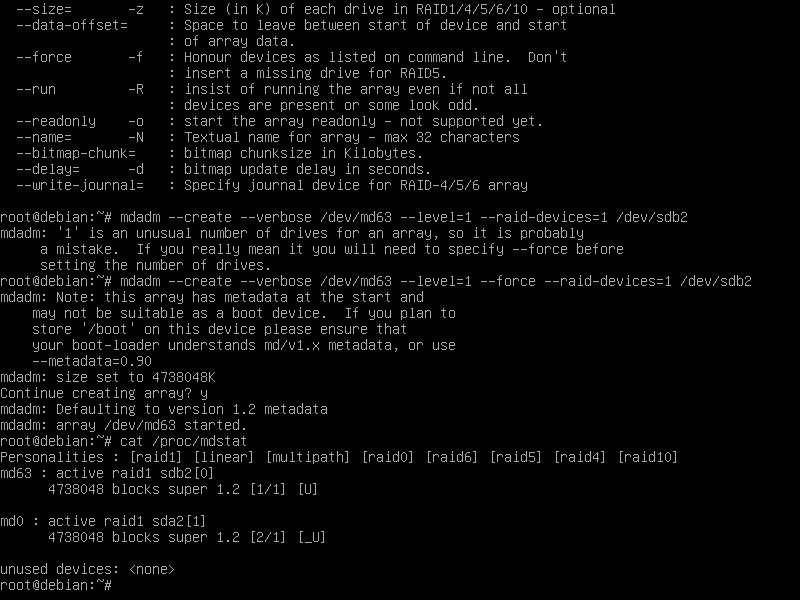 --size=       -z   : Size (in K) of each drive in RAID1/4/5/6/10 - optional
--data-offset=     : Space to leave between start of device and start
                   : of array data.
--force       -f   : Honour devices as listed on command line.  Don't
                   : insert a missing drive for RAID5.
--run         -R   : insist of running the array even if not all
                   : devices are present or some look odd.
--readonly    -o   : start the array readonly - not supported yet.
--name=       -N   : Textual name for array - max 32 characters
--bitmap-chunk=    : bitmap chunksize in Kilobytes.
--delay=      -d   : bitmap update delay in seconds.
--write-journal=   : Specify journal device for RAID-4/5/6 array
root@debian:~# mdadm --create --verbose /dev/md63 --level=1 --raid-devices=1 /dev/sdb2
mdadm: '1' is an unusual number of drives for an array, so it is probably
     a mistake.  If you really mean it you will need to specify --force before
     setting the number of drives.
root@debian:~# mdadm --create --verbose /dev/md63 --level=1 --force --raid-devices=1 /dev/sdb2
mdadm: Note: this array has metadata at the start and
    may not be suitable as a boot device.  If you plan to
    store '/boot' on this device please ensure that
    your boot-loader understands md/v1.x metadata, or use
    --metadata=0.90
mdadm: size set to 4738048K
Continue creating array? y
mdadm: Defaulting to version 1.2 metadata
mdadm: array /dev/md63 started.
root@debian:~# cat /proc/mdstat
Personalities : [raid1] [linear] [multipath] [raid0] [raid6] [raid5] [raid4] [raid10]
md63 : active raid1 sdb2[0]
      4738048 blocks super 1.2 [1/1] [U]
md0 : active raid1 sda2[1]
      4738048 blocks super 1.2 [2/1] [_U]
unused devices: <none>
root@debian:~#